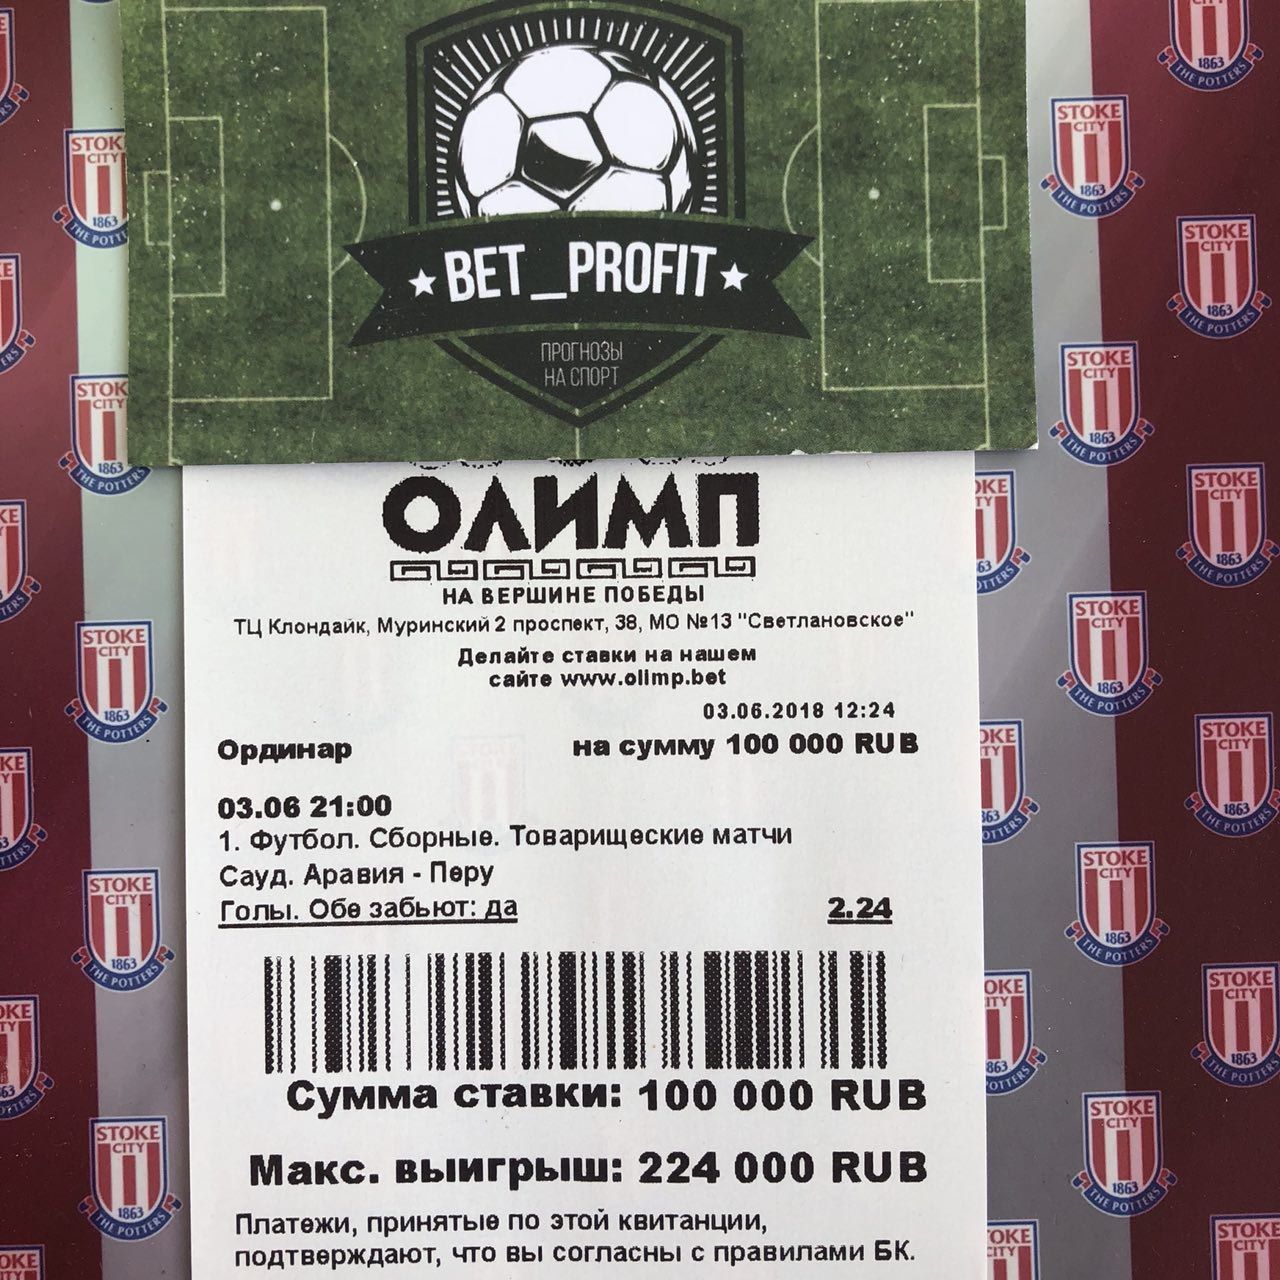 BET_PROFIT
ПРОГНОЗЫ
НА СПОРТ
ОЛИМП
НА ВЕРШИНЕ ПОБЕДЫ
ТЦ Клондайк, Муринский 2 проспект, 38, МО №13 "Светлановское"
Делайте ставки на нашем
сайте www.olimp.bet
03.06.2018 12:24
Ординар на сумму 100 000 RUB
03.06 21:00
1. Футбол. Сборные. Товарищеские матчи
Сауд. Аравия - Перу
Голы. Обе забьют: да 2.24
Сумма ставки: 100 000 RUB
Макс. выигрыш: 224 000 RUB
Платежи, принятые по этой квитанции,
подтверждают, что вы согласны с правилами БК.
STOKE
CITY
1863
THE POTTERS